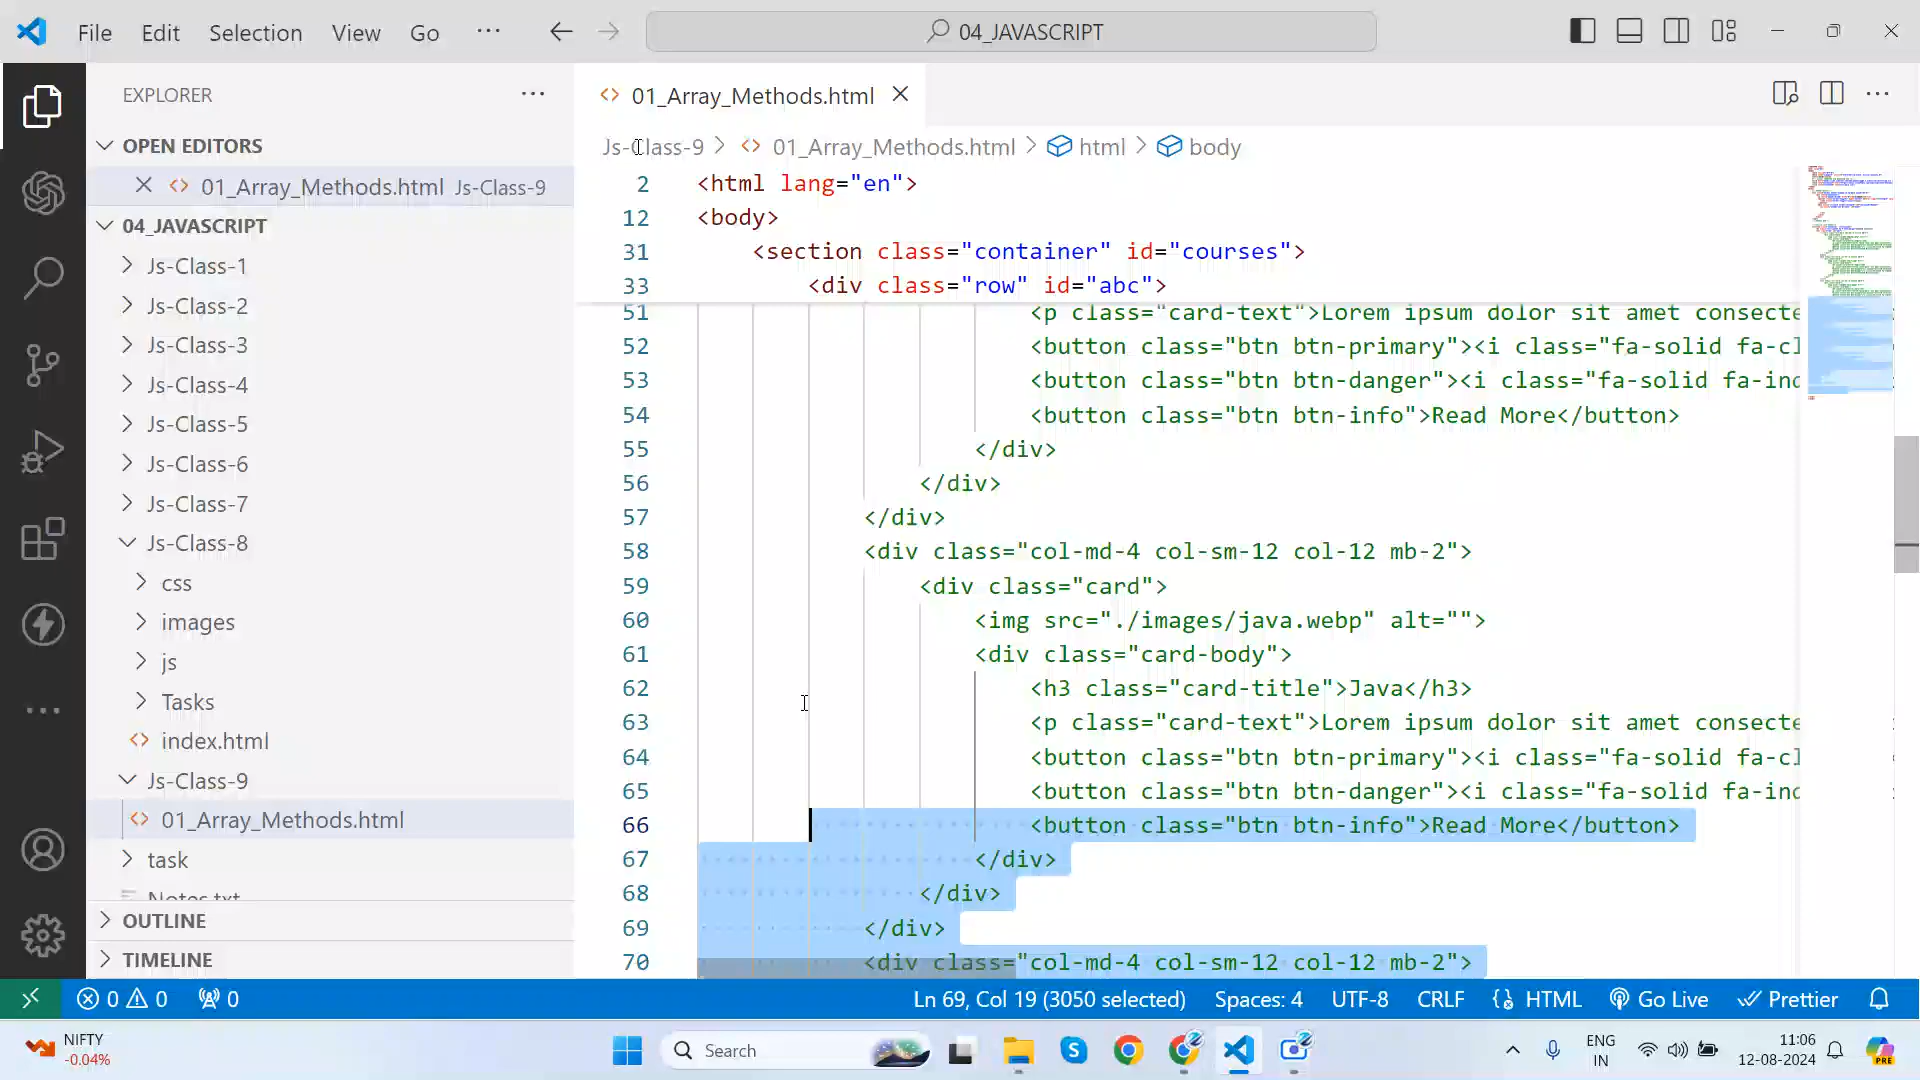 File Edit Selection View Go ··· 04_JAVASCRIPT
EXPLORER ···
OPEN EDITORS
01_Array_Methods.html Js-Class-9
04_JAVASCRIPT
Js-Class-1
Js-Class-2
Js-Class-3
Js-Class-4
Js-Class-5
Js-Class-6
Js-Class-7
Js-Class-8
css
images
js
Tasks
index.html
Js-Class-9
01_Array_Methods.html
task
Notes.txt
OUTLINE
TIMELINE
01_Array_Methods.html
Js-Class-9 > 01_Array_Methods.html > html > body
2 <html lang="en">
12 <body>
31 <section class="container" id="courses">
33 <div class="row" id="abc">
51 <p class="card-text">Lorem ipsum dolor sit amet consecte
52 <button class="btn btn-primary"><i class="fa-solid fa-cl
53 <button class="btn btn-danger"><i class="fa-solid fa-ind
54 <button class="btn btn-info">Read More</button>
55 </div>
56 </div>
57 </div>
58 <div class="col-md-4 col-sm-12 col-12 mb-2">
59 <div class="card">
60 <img src="./images/java.webp" alt="">
61 <div class="card-body">
62 <h3 class="card-title">Java</h3>
63 <p class="card-text">Lorem ipsum dolor sit amet consecte
64 <button class="btn btn-primary"><i class="fa-solid fa-cl
65 <button class="btn btn-danger"><i class="fa-solid fa-ind
66 <button class="btn btn-info">Read More</button>
67 </div>
68 </div>
69 </div>
70 <div class="col-md-4 col-sm-12 col-12 mb-2">
0 0 0 Ln 69, Col 19 (3050 selected) Spaces: 4 UTF-8 CRLF HTML Go Live Prettier
NIFTY
-0.04%
Search
ENG
IN
11:06
12-08-2024
PRE